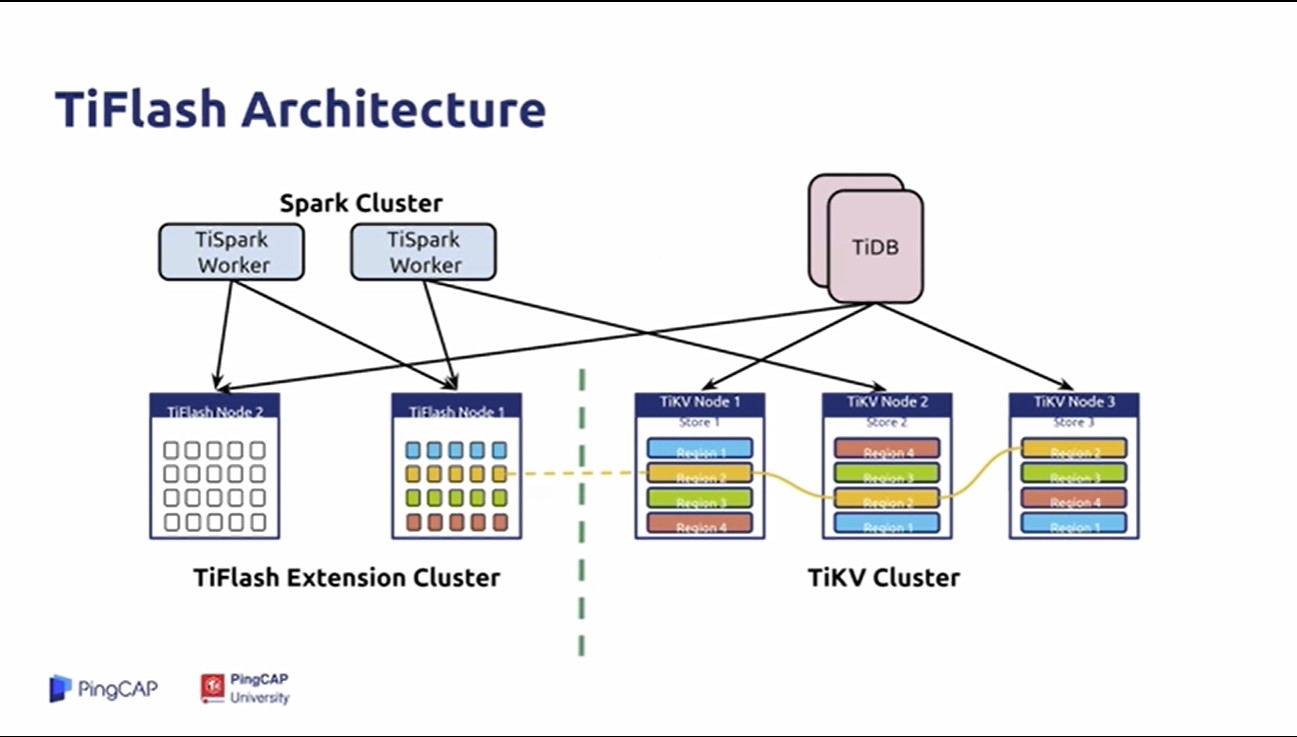 TiFlash Architecture
Spark Cluster
TiSpark
Worker
TiSpark
Worker
TiDB
TiFlash Node 2
TiFlash Node 1
TiKV Node 1
Store 1
Region 1
Region 2
Region 3
Region 4
TiKV Node 2
Store 2
Region 4
Region 3
Region 2
Region 1
TiKV Node 3
Store 3
Region 2
Region 3
Region 4
Region 1
TiFlash Extension Cluster
TiKV Cluster
PingCAP
PingCAP
University